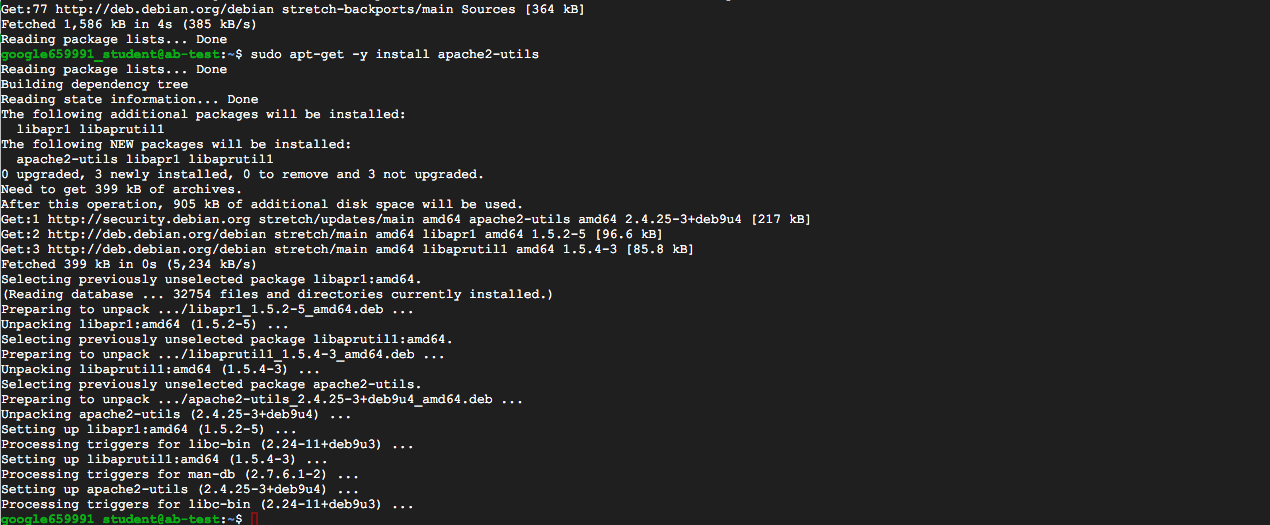 Get:77 http://deb.debian.org/debian stretch-backports/main Sources [364 kB]
Fetched 1,586 kB in 4s (385 kB/s)
Reading package lists... Done
google659991_student@ab-test:~$ sudo apt-get -y install apache2-utils
Reading package lists... Done
Building dependency tree
Reading state information... Done
The following additional packages will be installed:
  libapr1 libaprutil1
The following NEW packages will be installed:
  apache2-utils libapr1 libaprutil1
0 upgraded, 3 newly installed, 0 to remove and 3 not upgraded.
Need to get 399 kB of archives.
After this operation, 905 kB of additional disk space will be used.
Get:1 http://security.debian.org stretch/updates/main amd64 apache2-utils amd64 2.4.25-3+deb9u4 [217 kB]
Get:2 http://deb.debian.org/debian stretch/main amd64 libapr1 amd64 1.5.2-5 [96.6 kB]
Get:3 http://deb.debian.org/debian stretch/main amd64 libaprutil1 amd64 1.5.4-3 [85.8 kB]
Fetched 399 kB in 0s (5,234 kB/s)
Selecting previously unselected package libapr1:amd64.
(Reading database ... 32754 files and directories currently installed.)
Preparing to unpack .../libapr1_1.5.2-5_amd64.deb ...
Unpacking libapr1:amd64 (1.5.2-5) ...
Selecting previously unselected package libaprutil1:amd64.
Preparing to unpack .../libaprutil1_1.5.4-3_amd64.deb ...
Unpacking libaprutil1:amd64 (1.5.4-3) ...
Selecting previously unselected package apache2-utils.
Preparing to unpack .../apache2-utils_2.4.25-3+deb9u4_amd64.deb ...
Unpacking apache2-utils (2.4.25-3+deb9u4) ...
Setting up libapr1:amd64 (1.5.2-5) ...
Processing triggers for libc-bin (2.24-11+deb9u3) ...
Setting up libaprutil1:amd64 (1.5.4-3) ...
Processing triggers for man-db (2.7.6.1-2) ...
Setting up apache2-utils (2.4.25-3+deb9u4) ...
Processing triggers for libc-bin (2.24-11+deb9u3) ...
google659991_student@ab-test:~$